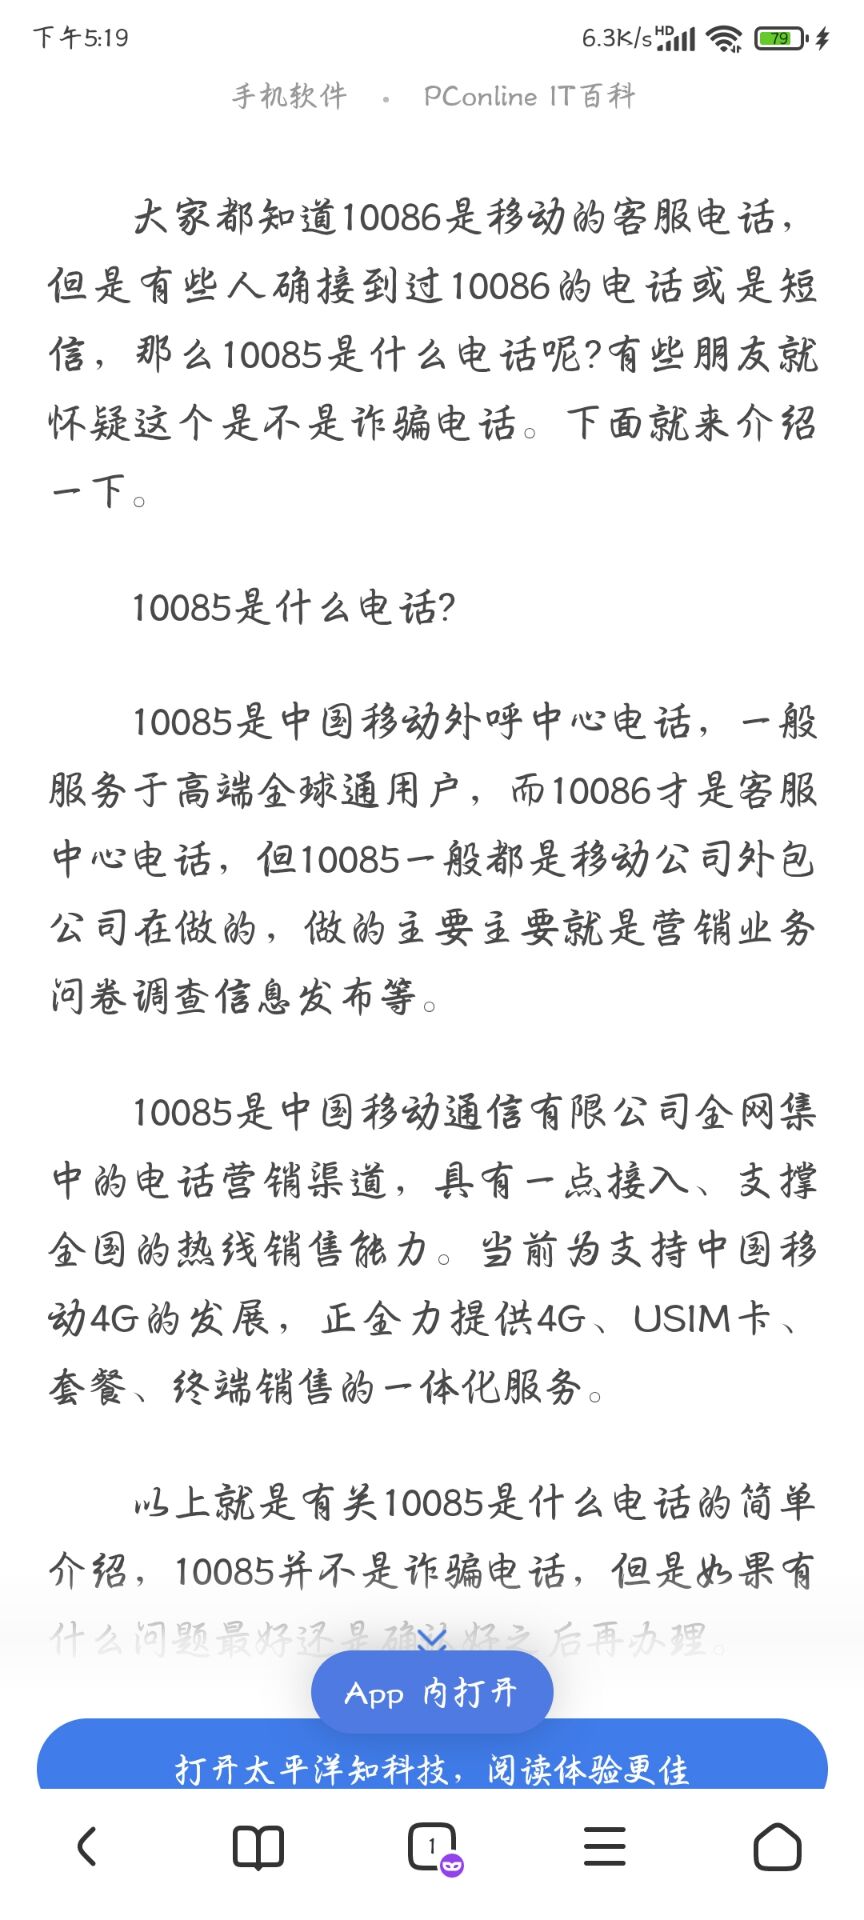 下午5:19
6.3K/s HD 79
手机软件 · PConline IT百科
大家都知道10086是移动的客服电话，
但是有些人确接到过10086的电话或是短
信，那么10085是什么电话呢?有些朋友就
怀疑这个是不是诈骗电话。下面就来介绍
一下。
10085是什么电话?
10085是中国移动外呼中心电话，一般
服务于高端全球通用户，而10086才是客服
中心电话，但10085一般都是移动公司外包
公司在做的，做的主要主要就是营销业务
问卷调查信息发布等。
10085是中国移动通信有限公司全网集
中的电话营销渠道，具有一点接入、支撑
全国的热线销售能力。当前为支持中国移
动4G的发展，正全力提供4G、USIM卡、
套餐、终端销售的一体化服务。
以上就是有关10085是什么电话的简单
介绍，10085并不是诈骗电话，但是如果有
什么问题最好还是确认好之后再办理。
App 内打开
打开太平洋知科技，阅读体验更佳
1